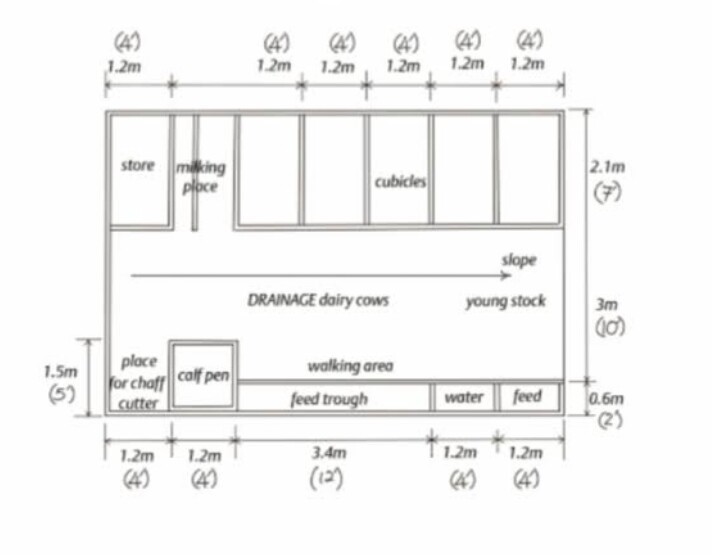 (4') (4') (4') (4') (4') (4')
1.2m 1.2m 1.2m 1.2m 1.2m 1.2m
store
milking
place
cubicles
2.1m
(7')
slope
DRAINAGE dairy cows young stock
3m
(10')
1.5m
(5')
place
for chaff
cutter
calf pen
walking area
feed trough water feed
0.6m
(2')
1.2m 1.2m 3.4m 1.2m 1.2m
(4') (4') (12') (4') (4')